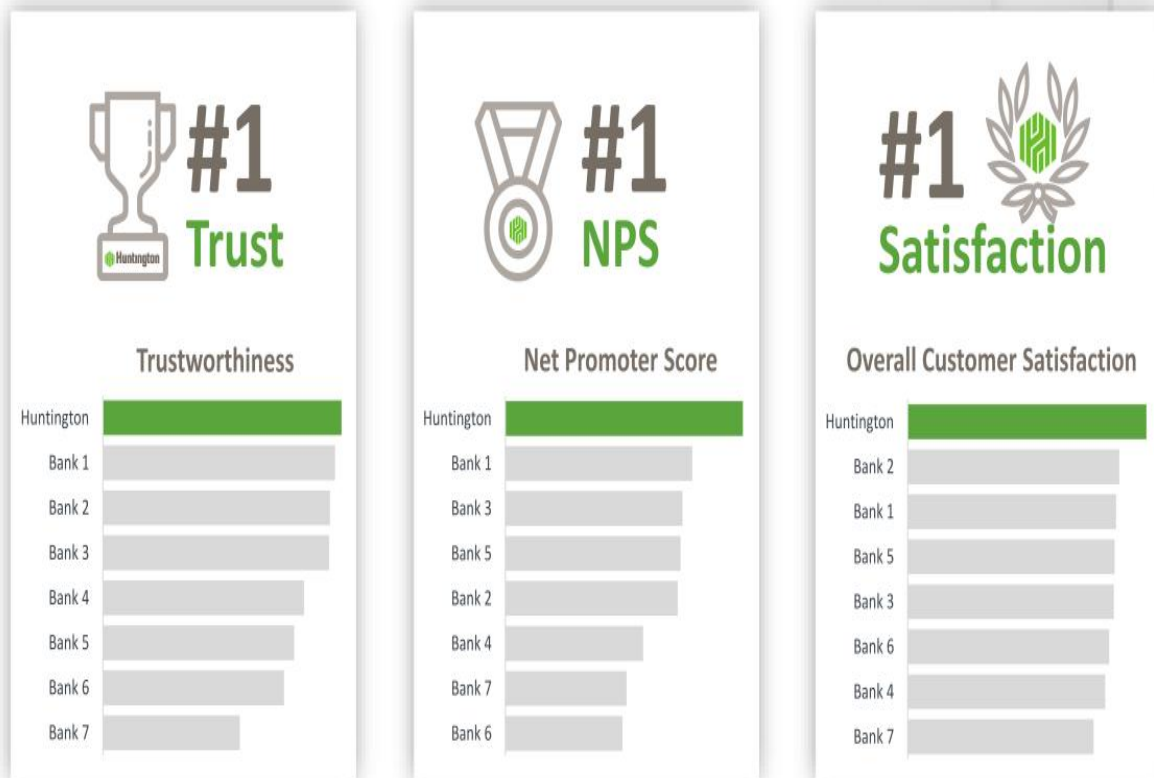 #1
Trust
Huntington
Trustworthiness
Huntington
Bank 1
Bank 2
Bank 3
Bank 4
Bank 5
Bank 6
Bank 7
#1
NPS
Net Promoter Score
Huntington
Bank 1
Bank 3
Bank 5
Bank 2
Bank 4
Bank 7
Bank 6
#1
Satisfaction
Overall Customer Satisfaction
Huntington
Bank 2
Bank 1
Bank 5
Bank 3
Bank 6
Bank 4
Bank 7